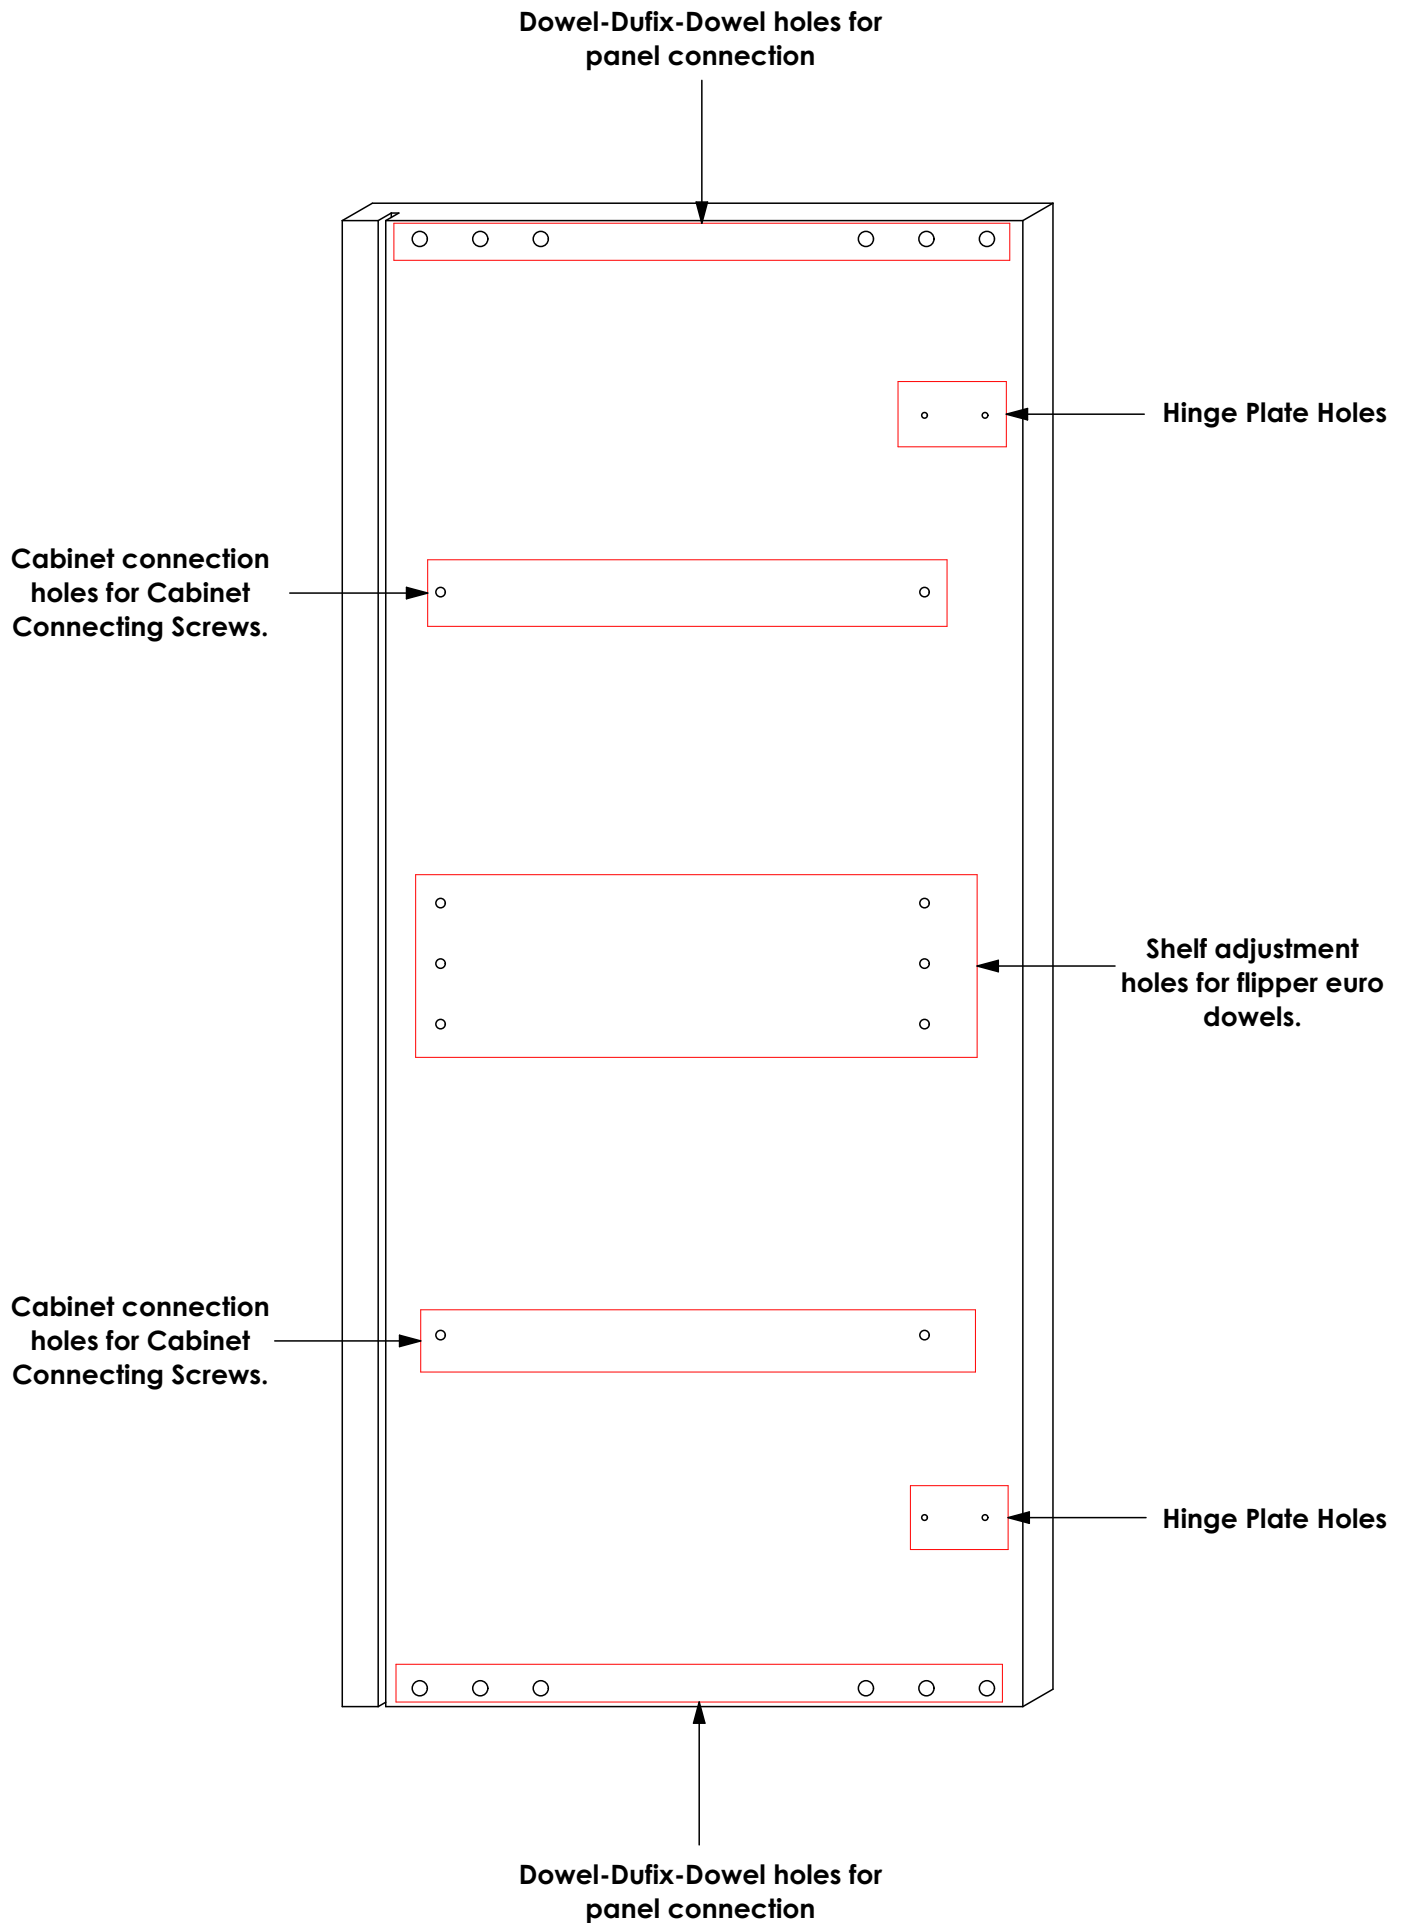 Dowel-Dufix-Dowel holes for
panel connection
Hinge Plate Holes
Cabinet connection
holes for Cabinet
Connecting Screws.
Shelf adjustment
holes for flipper euro
dowels.
Cabinet connection
holes for Cabinet
Connecting Screws.
Hinge Plate Holes
Dowel-Dufix-Dowel holes for
panel connection